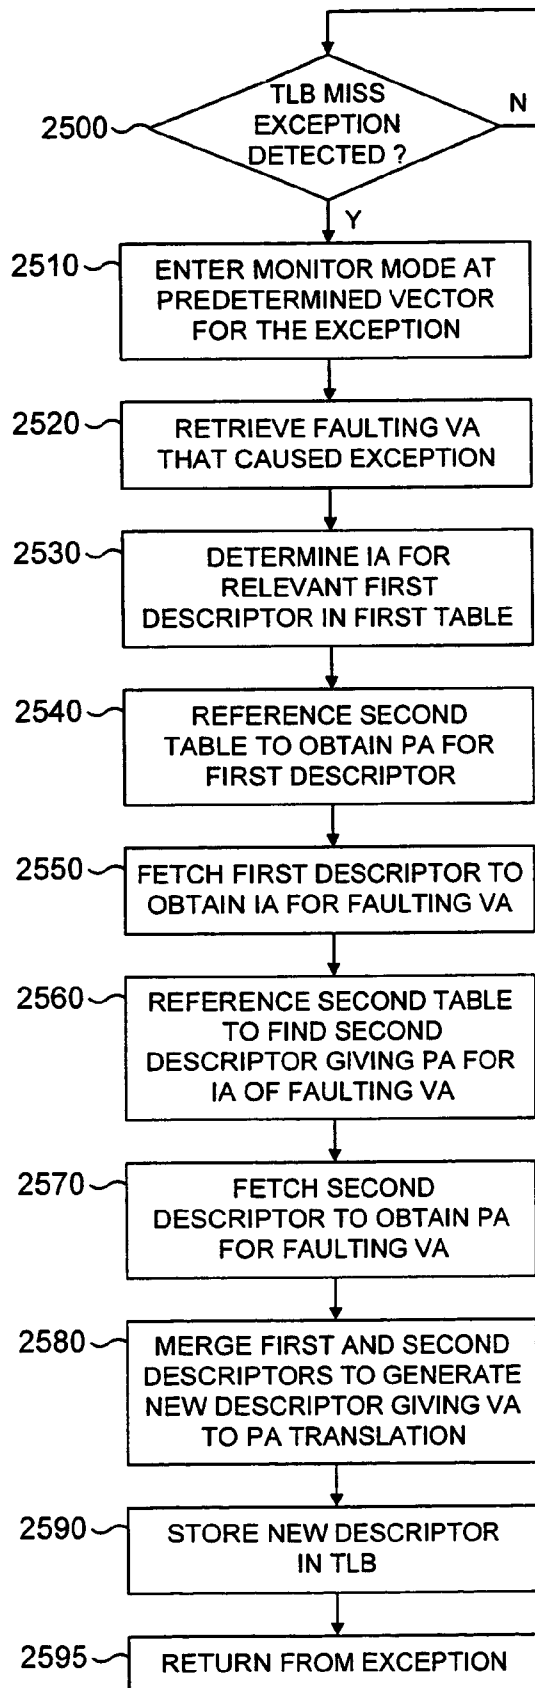 TLB MISS
EXCEPTION
DETECTED ?
N
2500
Y
2510
ENTER MONITOR MODE AT
PREDETERMINED VECTOR
FOR THE EXCEPTION
2520
RETRIEVE FAULTING VA
THAT CAUSED EXCEPTION
2530
DETERMINE IA FOR
RELEVANT FIRST
DESCRIPTOR IN FIRST TABLE
2540
REFERENCE SECOND
TABLE TO OBTAIN PA FOR
FIRST DESCRIPTOR
2550
FETCH FIRST DESCRIPTOR TO
OBTAIN IA FOR FAULTING VA
2560
REFERENCE SECOND TABLE
TO FIND SECOND
DESCRIPTOR GIVING PA FOR
IA OF FAULTING VA
2570
FETCH SECOND
DESCRIPTOR TO OBTAIN PA
FOR FAULTING VA
2580
MERGE FIRST AND SECOND
DESCRIPTORS TO GENERATE
NEW DESCRIPTOR GIVING VA
TO PA TRANSLATION
2590
STORE NEW DESCRIPTOR
IN TLB
2595
RETURN FROM EXCEPTION